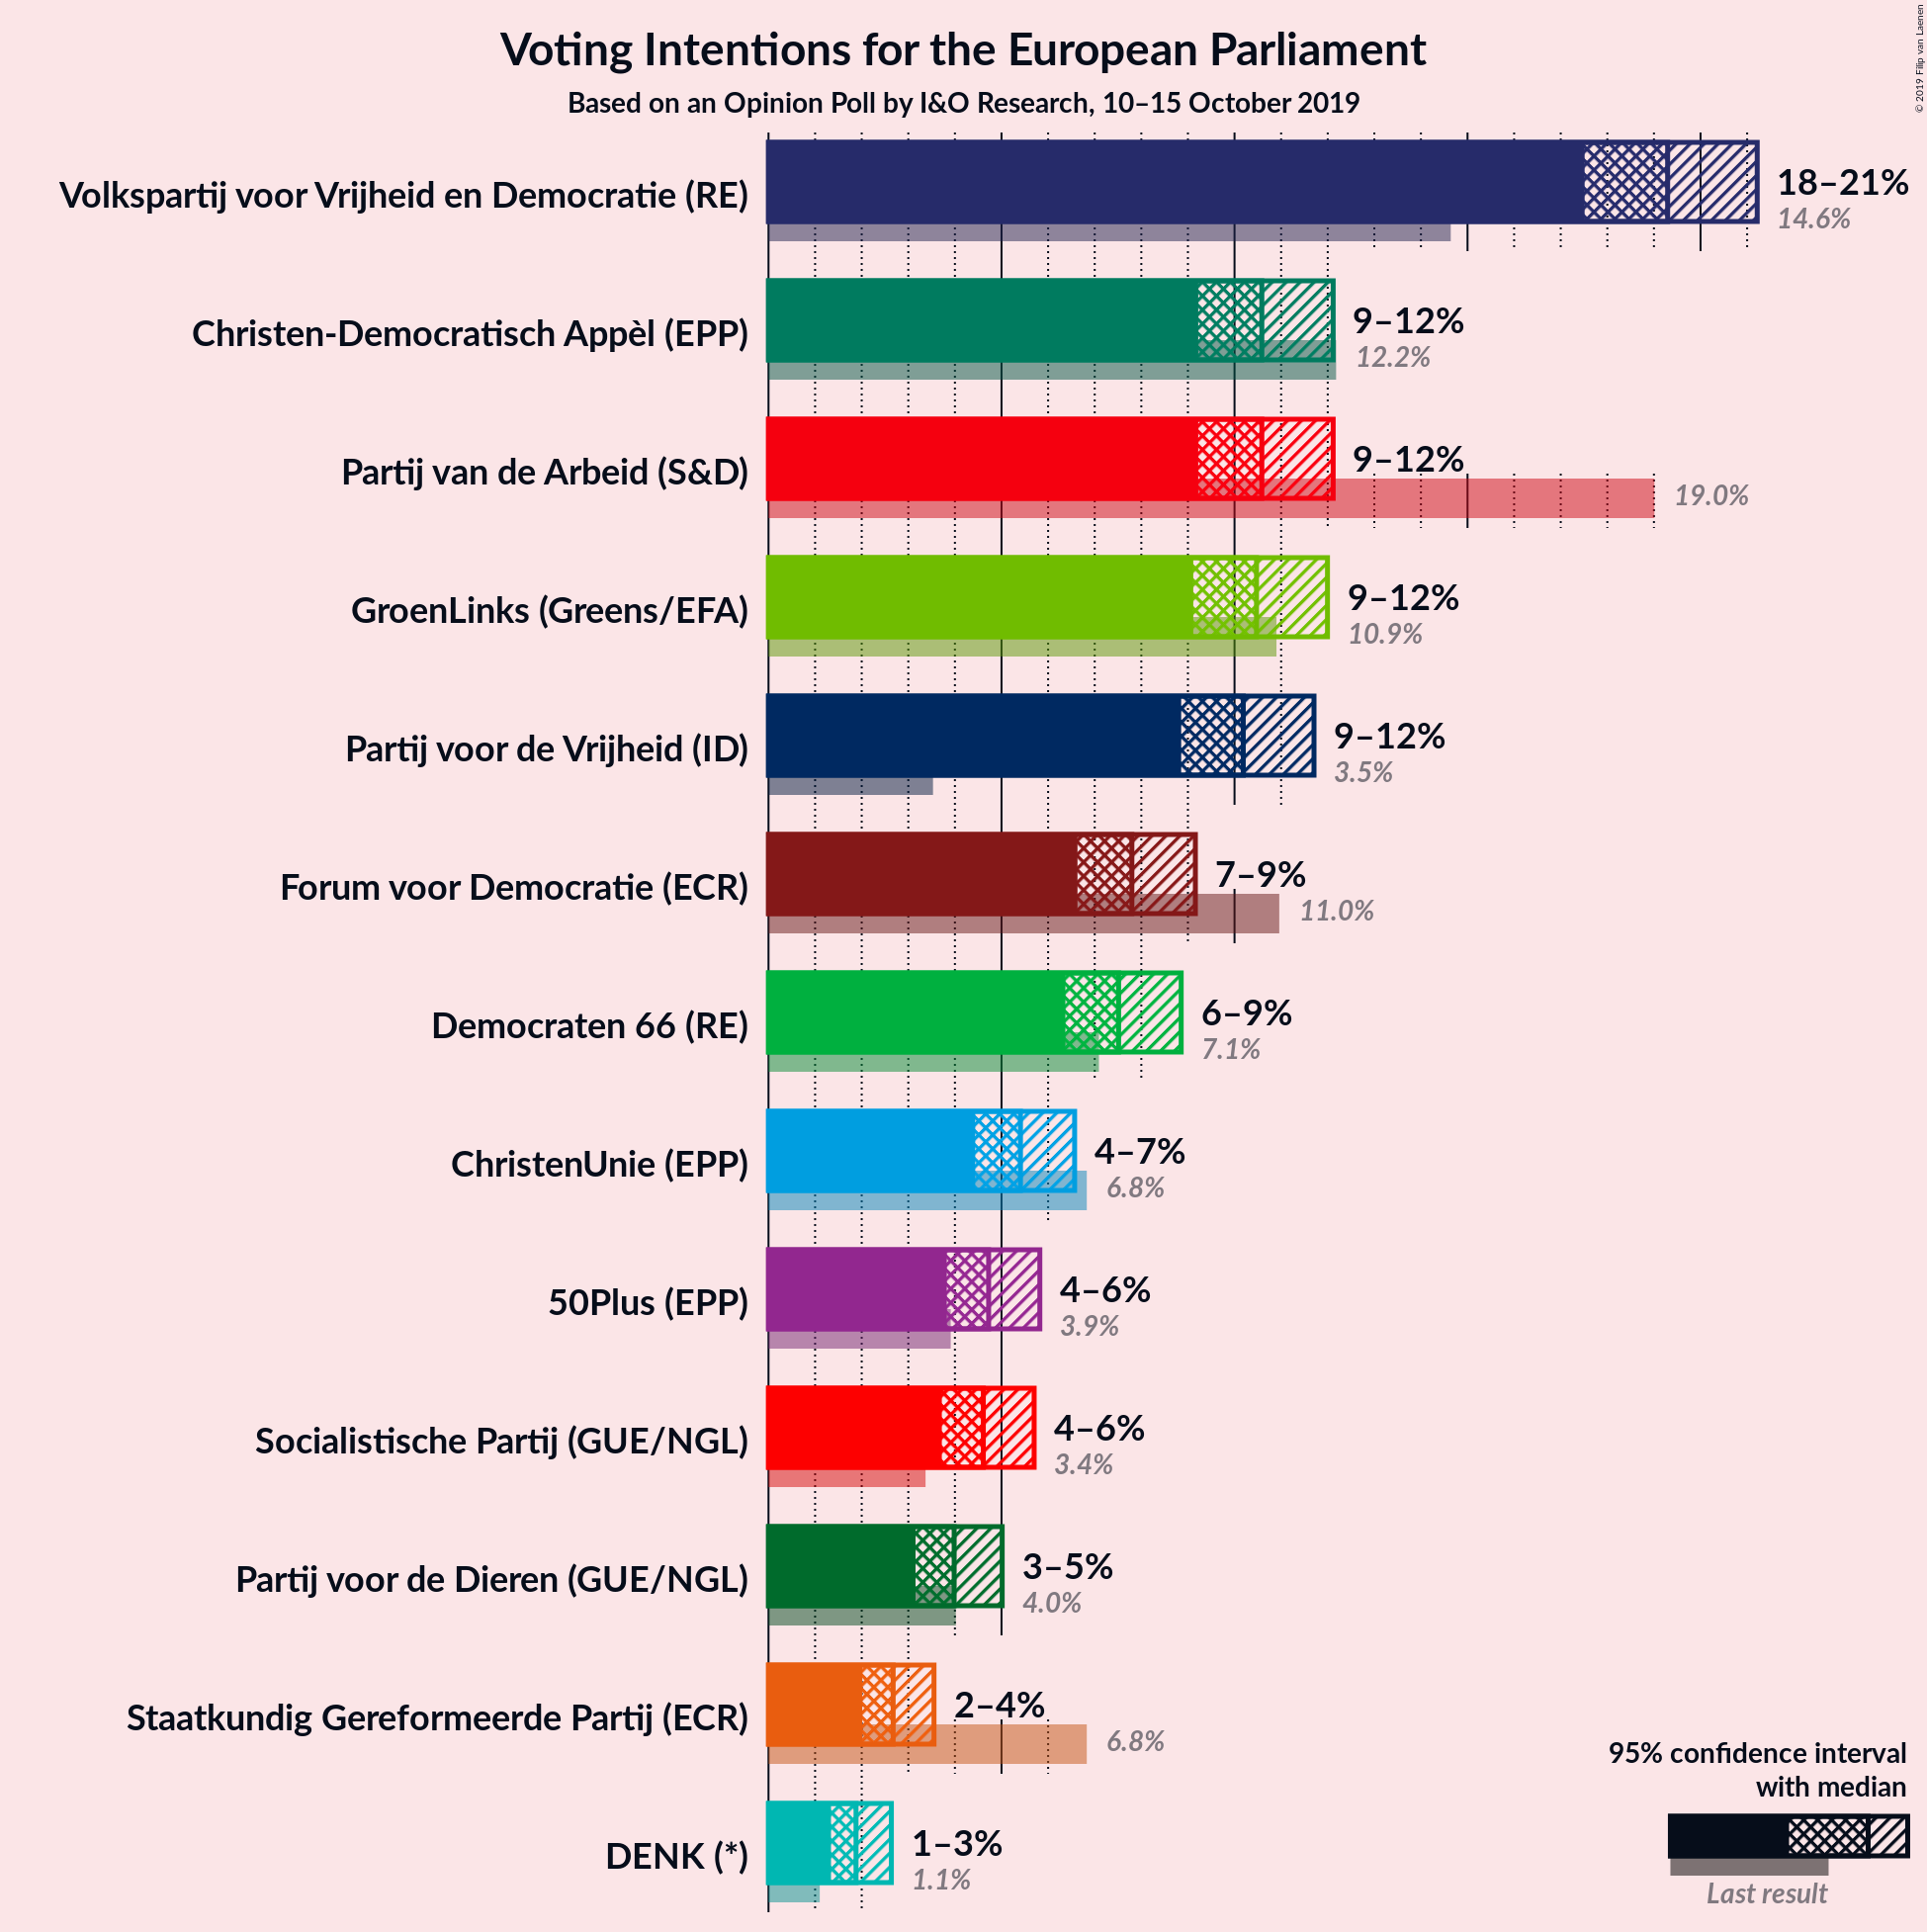 © 2019 Filip van Laenen
Voting Intentions for the European Parliament
Based on an Opinion Poll by I&O Research, 10–15 October 2019
Volkspartij voor Vrijheid en Democratie (RE)
18–21%
14.6%
Christen-Democratisch Appèl (EPP)
9–12%
12.2%
Partij van de Arbeid (S&D)
9–12%
19.0%
GroenLinks (Greens/EFA)
9–12%
10.9%
Partij voor de Vrijheid (ID)
9–12%
3.5%
Forum voor Democratie (ECR)
7–9%
11.0%
Democraten 66 (RE)
6–9%
7.1%
ChristenUnie (EPP)
4–7%
6.8%
50Plus (EPP)
4–6%
3.9%
Socialistische Partij (GUE/NGL)
4–6%
3.4%
Partij voor de Dieren (GUE/NGL)
3–5%
4.0%
Staatkundig Gereformeerde Partij (ECR)
2–4%
6.8%
DENK (*)
1–3%
1.1%
95% confidence interval
with median
Last result